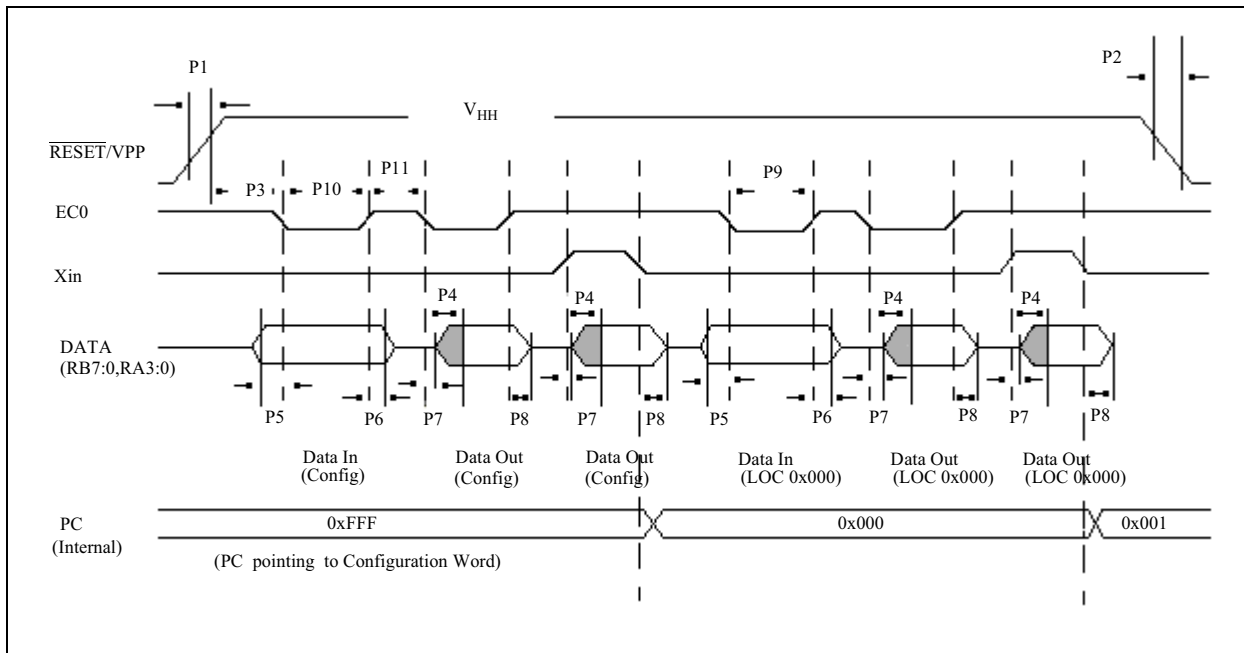 P1
P2
VHH
RESET/VPP
P3
P10
P11
P9
EC0
Xin
P4
P4
P4
P4
DATA
(RB7:0,RA3:0)
P5
P6
P7
P8
P7
P8
P5
P6
P7
P8
P7
P8
Data In
(Config)
Data Out
(Config)
Data Out
(Config)
Data In
(LOC 0x000)
Data Out
(LOC 0x000)
Data Out
(LOC 0x000)
PC
(Internal)
0xFFF
0x000
0x001
(PC pointing to Configuration Word)